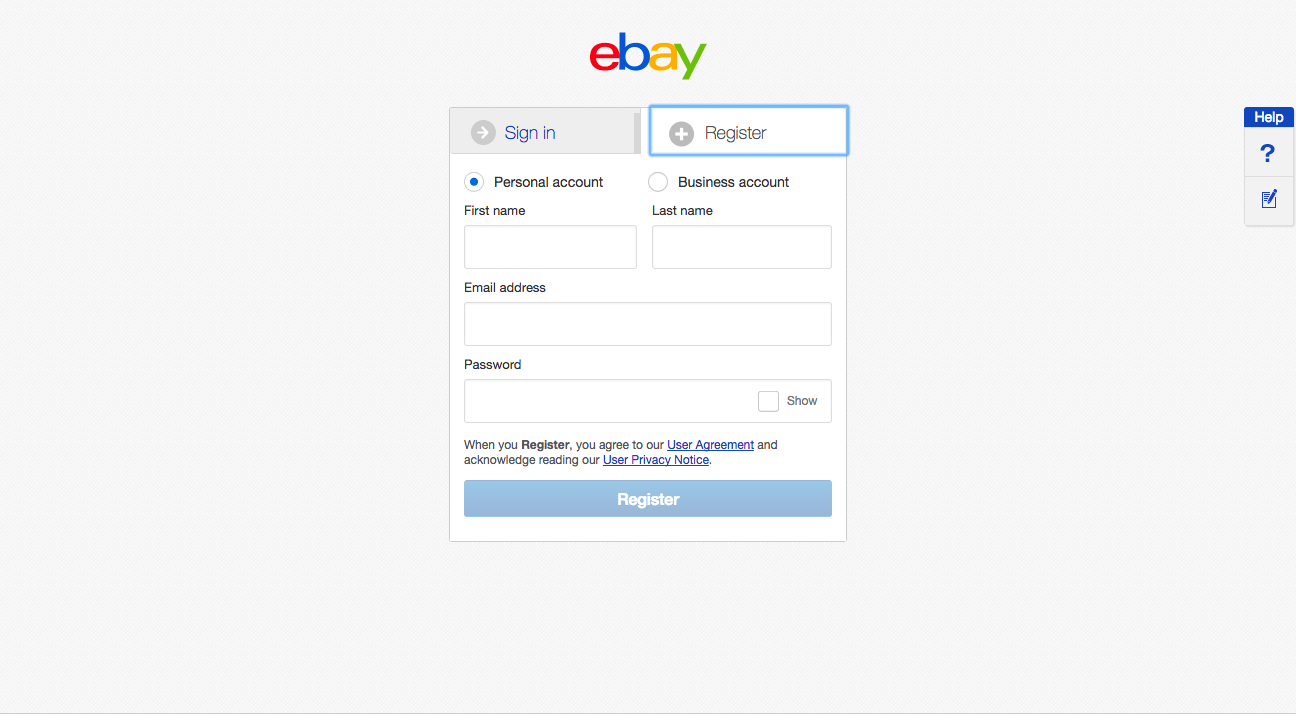 ebay
Sign in
Register
Help
?
Personal account
Business account
First name
Last name
Email address
Password
Show
When you Register, you agree to our User Agreement and
acknowledge reading our User Privacy Notice.
Register